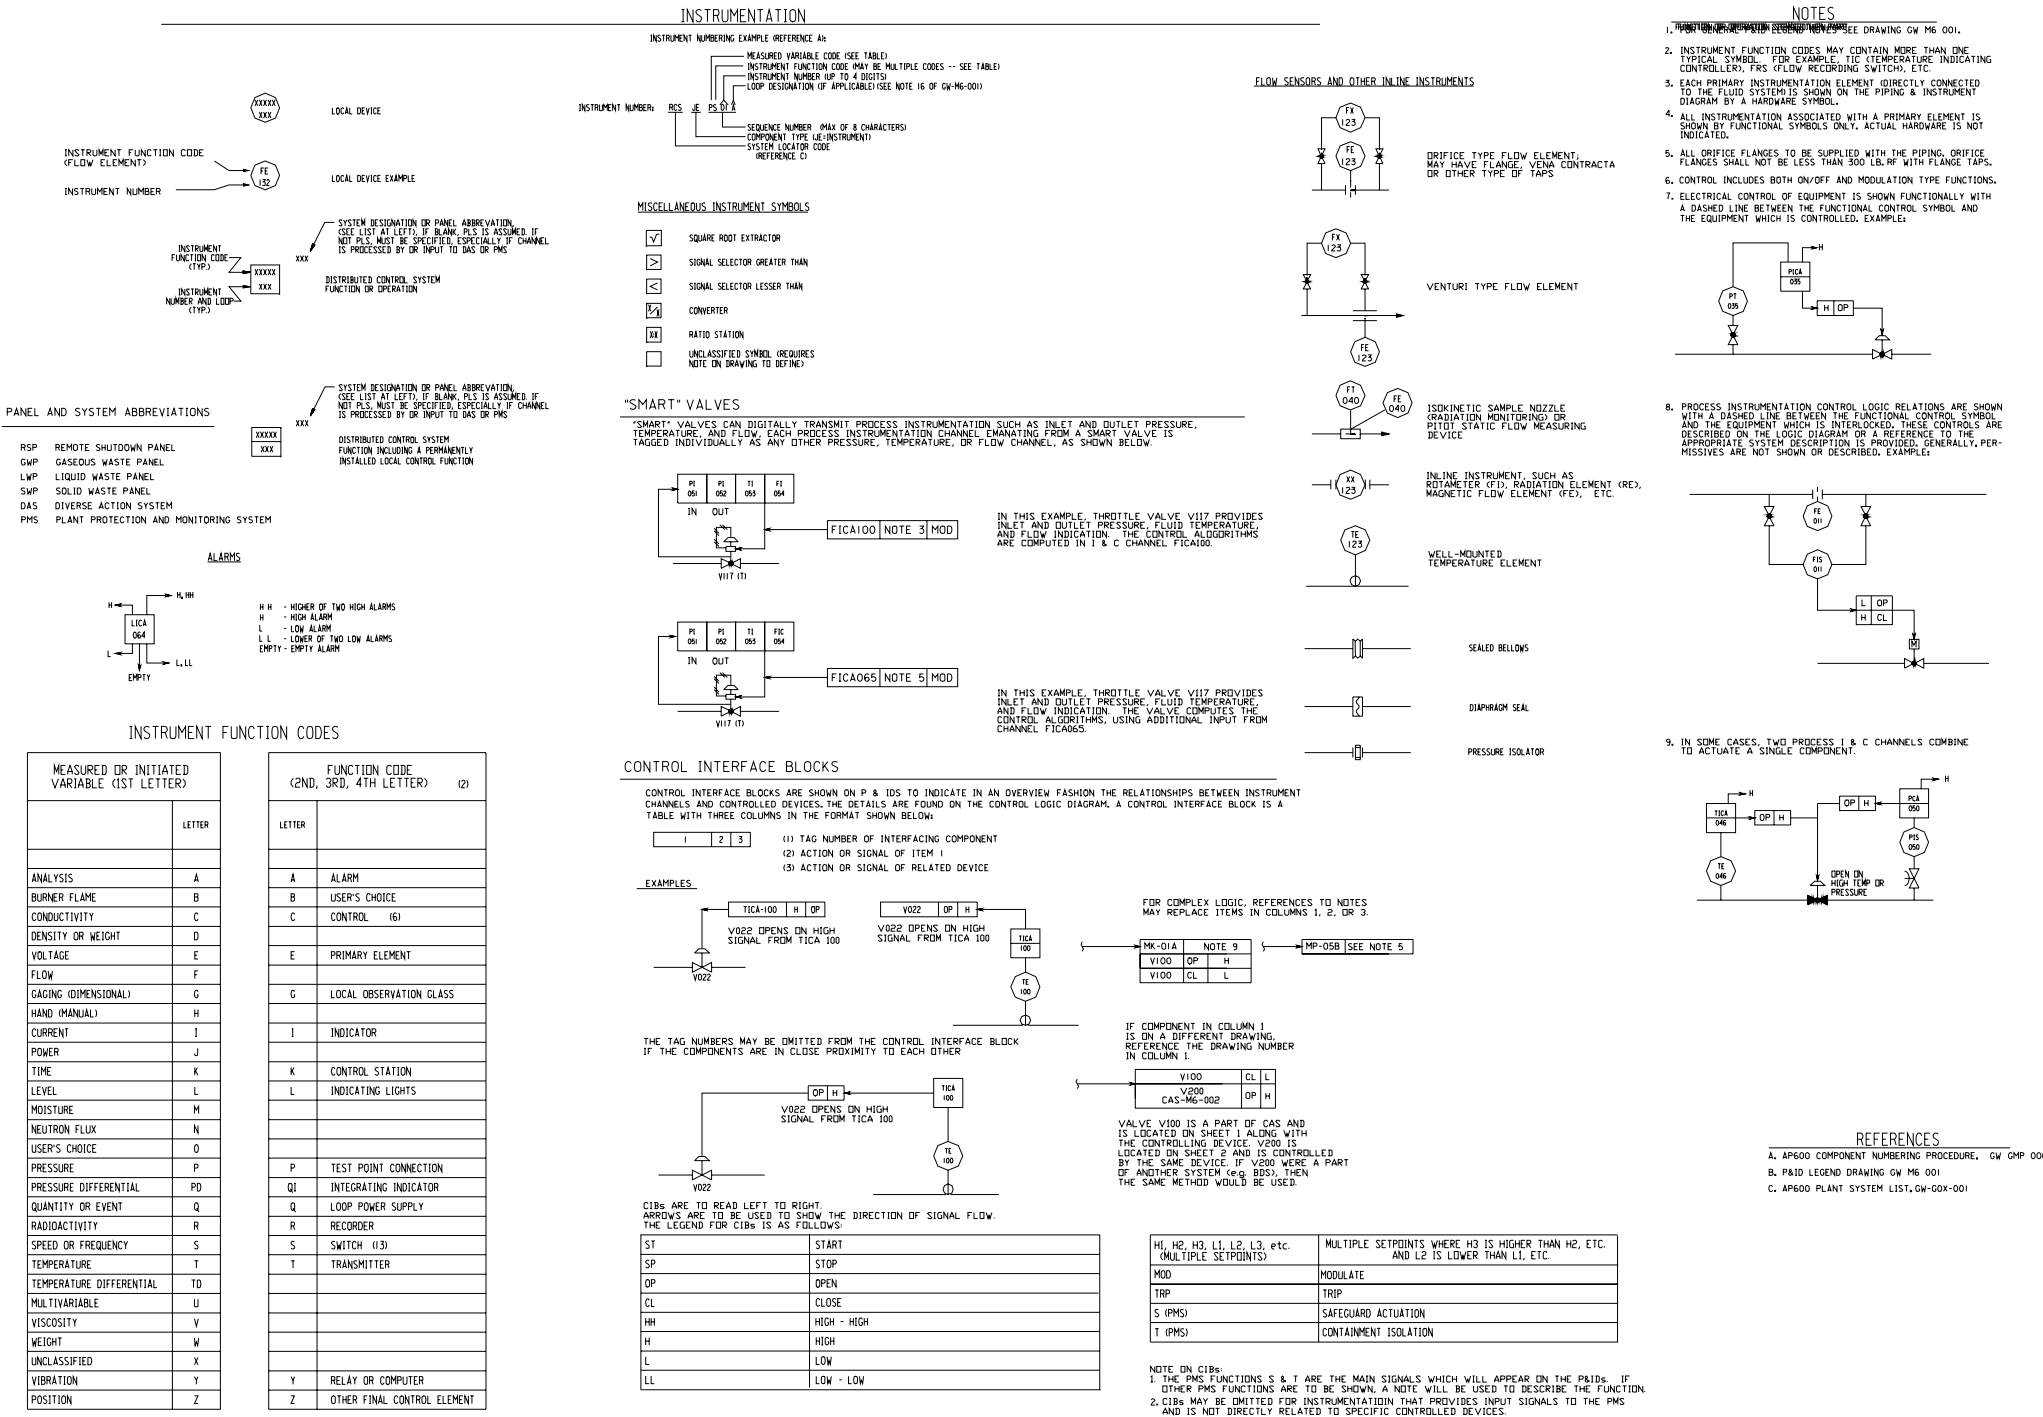 INSTRUMENTATION
INSTRUMENT NUMBERING EXAMPLE (REFERENCE A):
MEASURED VARIABLE CODE (SEE TABLE)
INSTRUMENT FUNCTION CODE (MAY BE MULTIPLE CODES -- SEE TABLE)
INSTRUMENT NUMBER (UP TO 4 DIGITS)
LOOP DESIGNATION (IF APPLICABLE)(SEE NOTE 16 OF GW-M6-001)
INSTRUMENT NUMBER: RCS JE PS 01 A
SEQUENCE NUMBER (MAX OF 8 CHARACTERS)
COMPONENT TYPE (JE=INSTRUMENT)
SYSTEM LOCATOR CODE
(REFERENCE C)
XXXXX
XXX
LOCAL DEVICE
INSTRUMENT FUNCTION CODE
(FLOW ELEMENT)
INSTRUMENT NUMBER
FE
132
LOCAL DEVICE EXAMPLE
SYSTEM DESIGNATION OR PANEL ABBREVATION,
(SEE LIST AT LEFT), IF BLANK, PLS IS ASSUMED. IF
NOT PLS, MUST BE SPECIFIED, ESPECIALLY IF CHANNEL
IS PROCESSED BY OR INPUT TO DAS OR PMS
XXX
INSTRUMENT
FUNCTION CODE
(TYP.)
XXXXX
XXX
INSTRUMENT
NUMBER AND LOOP
(TYP.)
DISTRIBUTED CONTROL SYSTEM
FUNCTION OR OPERATION
SYSTEM DESIGNATION OR PANEL ABBREVATION,
(SEE LIST AT LEFT), IF BLANK, PLS IS ASSUMED. IF
NOT PLS, MUST BE SPECIFIED, ESPECIALLY IF CHANNEL
IS PROCESSED BY OR INPUT TO DAS OR PMS
XXX
XXXXX
XXX
DISTRIBUTED CONTROL SYSTEM
FUNCTION INCLUDING A PERMANENTLY
INSTALLED LOCAL CONTROL FUNCTION
PANEL AND SYSTEM ABBREVIATIONS
RSP REMOTE SHUTDOWN PANEL
GWP GASEOUS WASTE PANEL
LWP LIQUID WASTE PANEL
SWP SOLID WASTE PANEL
DAS DIVERSE ACTION SYSTEM
PMS PLANT PROTECTION AND MONITORING SYSTEM
ALARMS
H
H, HH
LICA
064
L
L, LL
EMPTY
H H - HIGHER OF TWO HIGH ALARMS
H - HIGH ALARM
L - LOW ALARM
L L - LOWER OF TWO LOW ALARMS
EMPTY - EMPTY ALARM
INSTRUMENT FUNCTION CODES
MEASURED OR INITIATED
VARIABLE (1ST LETTER)
LETTER
ANALYSIS A
BURNER FLAME B
CONDUCTIVITY C
DENSITY OR WEIGHT D
VOLTAGE E
FLOW F
GAGING (DIMENSIONAL) G
HAND (MANUAL) H
CURRENT I
POWER J
TIME K
LEVEL L
MOISTURE M
NEUTRON FLUX N
USER'S CHOICE O
PRESSURE P
PRESSURE DIFFERENTIAL PD
QUANTITY OR EVENT Q
RADIOACTIVITY R
SPEED OR FREQUENCY S
TEMPERATURE T
TEMPERATURE DIFFERENTIAL TD
MULTIVARIABLE U
VISCOSITY V
WEIGHT W
UNCLASSIFIED X
VIBRATION Y
POSITION Z
FUNCTION CODE
(2ND, 3RD, 4TH LETTER) (2)
LETTER
A ALARM
B USER'S CHOICE
C CONTROL (6)
E PRIMARY ELEMENT
G LOCAL OBSERVATION GLASS
I INDICATOR
K CONTROL STATION
L INDICATING LIGHTS
P TEST POINT CONNECTION
QI INTEGRATING INDICATOR
Q LOOP POWER SUPPLY
R RECORDER
S SWITCH (13)
T TRANSMITTER
Y RELAY OR COMPUTER
Z OTHER FINAL CONTROL ELEMENT
MISCELLANEOUS INSTRUMENT SYMBOLS
√ SQUARE ROOT EXTRACTOR
> SIGNAL SELECTOR GREATER THAN
< SIGNAL SELECTOR LESSER THAN
CONVERTER
X:X RATIO STATION
UNCLASSIFIED SYMBOL (REQUIRES
NOTE ON DRAWING TO DEFINE)
"SMART" VALVES
"SMART" VALVES CAN DIGITALLY TRANSMIT PROCESS INSTRUMENTATION SUCH AS INLET AND OUTLET PRESSURE,
TEMPERATURE, AND FLOW, EACH PROCESS INSTRUMENTATION CHANNEL EMANATING FROM A SMART VALVE IS
TAGGED INDIVIDUALLY AS ANY OTHER PRESSURE, TEMPERATURE, OR FLOW CHANNEL, AS SHOWN BELOW.
PI PI TI FI
051 052 053 054
IN OUT
FICA100 NOTE 3 MOD
V117 (T)
IN THIS EXAMPLE, THROTTLE VALVE V117 PROVIDES
INLET AND OUTLET PRESSURE, FLUID TEMPERATURE,
AND FLOW INDICATION. THE CONTROL ALOGORITHMS
ARE COMPUTED IN I & C CHANNEL FICA100.
PI PI TI FIC
051 052 053 054
IN OUT
FICA065 NOTE 5 MOD
V117 (T)
IN THIS EXAMPLE, THROTTLE VALVE V117 PROVIDES
INLET AND OUTLET PRESSURE, FLUID TEMPERATURE,
AND FLOW INDICATION. THE VALVE COMPUTES THE
CONTROL ALGORITHMS, USING ADDITIONAL INPUT FROM
CHANNEL FICA065.
CONTROL INTERFACE BLOCKS
CONTROL INTERFACE BLOCKS ARE SHOWN ON P & IDS TO INDICATE IN AN OVERVIEW FASHION THE RELATIONSHIPS BETWEEN INSTRUMENT
CHANNELS AND CONTROLLED DEVICES. THE DETAILS ARE FOUND ON THE CONTROL LOGIC DIAGRAM. A CONTROL INTERFACE BLOCK IS A
TABLE WITH THREE COLUMNS IN THE FORMAT SHOWN BELOW:
1 2 3
(1) TAG NUMBER OF INTERFACING COMPONENT
(2) ACTION OR SIGNAL OF ITEM 1
(3) ACTION OR SIGNAL OF RELATED DEVICE
EXAMPLES
TICA-100 H OP
V022 OPENS ON HIGH
SIGNAL FROM TICA 100
V022
V022 OP H
V022 OPENS ON HIGH
SIGNAL FROM TICA 100
TICA
100
TE
100
FOR COMPLEX LOGIC, REFERENCES TO NOTES
MAY REPLACE ITEMS IN COLUMNS 1, 2, OR 3.
MK-01A NOTE 9
V100 OP H
V100 CL L
MP-05B SEE NOTE 5
THE TAG NUMBERS MAY BE OMITTED FROM THE CONTROL INTERFACE BLOCK
IF THE COMPONENTS ARE IN CLOSE PROXIMITY TO EACH OTHER
OP H
V022 OPENS ON HIGH
SIGNAL FROM TICA 100
TICA
100
TE
100
V022
IF COMPONENT IN COLUMN 1
IS ON A DIFFERENT DRAWING,
REFERENCE THE DRAWING NUMBER
IN COLUMN 1.
V100 CL L
V200
CAS-M6-002 OP H
VALVE V100 IS A PART OF CAS AND
IS LOCATED ON SHEET 1 ALONG WITH
THE CONTROLLING DEVICE. V200 IS
LOCATED ON SHEET 2 AND IS CONTROLLED
BY THE SAME DEVICE. IF V200 WERE A PART
OF ANOTHER SYSTEM (e.g. BDS), THEN
THE SAME METHOD WOULD BE USED.
CIBs ARE TO READ LEFT TO RIGHT.
ARROWS ARE TO BE USED TO SHOW THE DIRECTION OF SIGNAL FLOW.
THE LEGEND FOR CIBs IS AS FOLLOWS:
ST START
SP STOP
OP OPEN
CL CLOSE
HH HIGH - HIGH
H HIGH
L LOW
LL LOW - LOW
H1, H2, H3, L1, L2, L3, etc.
(MULTIPLE SETPOINTS)
MULTIPLE SETPOINTS WHERE H3 IS HIGHER THAN H2, ETC.
AND L2 IS LOWER THAN L1, ETC.
MOD MODULATE
TRP TRIP
S (PMS) SAFEGUARD ACTUATION
T (PMS) CONTAINMENT ISOLATION
NOTE ON CIBs:
1. THE PMS FUNCTIONS S & T ARE THE MAIN SIGNALS WHICH WILL APPEAR ON THE P&IDs. IF
OTHER PMS FUNCTIONS ARE TO BE SHOWN, A NOTE WILL BE USED TO DESCRIBE THE FUNCTION.
2. CIBs MAY BE OMITTED FOR INSTRUMENTATIOIN THAT PROVIDES INPUT SIGNALS TO THE PMS
AND IS NOT DIRECTLY RELATED TO SPECIFIC CONTROLLED DEVICES.
FLOW SENSORS AND OTHER INLINE INSTRUMENTS
FX
123
FE
123
ORIFICE TYPE FLOW ELEMENT;
MAY HAVE FLANGE, VENA CONTRACTA
OR OTHER TYPE OF TAPS
FX
123
VENTURI TYPE FLOW ELEMENT
FE
123
FT
040
FE
040
ISOKINETIC SAMPLE NOZZLE
(RADIATION MONITORING) OR
PITOT STATIC FLOW MEASURING
DEVICE
XX
123
INLINE INSTRUMENT, SUCH AS
ROTAMETER (FI), RADIATION ELEMENT (RE),
MAGNETIC FLOW ELEMENT (FE), ETC.
TE
123
WELL-MOUNTED
TEMPERATURE ELEMENT
SEALED BELLOWS
DIAPHRAGM SEAL
PRESSURE ISOLATOR
NOTES
1. FOR GENERAL P&ID LEGEND NOTES SEE DRAWING GW M6 001.
2. INSTRUMENT FUNCTION CODES MAY CONTAIN MORE THAN ONE
TYPICAL SYMBOL. FOR EXAMPLE, TIC (TEMPERATURE INDICATING
CONTROLLER), FRS (FLOW RECORDING SWITCH), ETC.
3. EACH PRIMARY INSTRUMENTATION ELEMENT (DIRECTLY CONNECTED
TO THE FLUID SYSTEM) IS SHOWN ON THE PIPING & INSTRUMENT
DIAGRAM BY A HARDWARE SYMBOL.
4. ALL INSTRUMENTATION ASSOCIATED WITH A PRIMARY ELEMENT IS
SHOWN BY FUNCTIONAL SYMBOLS ONLY. ACTUAL HARDWARE IS NOT
INDICATED.
5. ALL ORIFICE FLANGES TO BE SUPPLIED WITH THE PIPING. ORIFICE
FLANGES SHALL NOT BE LESS THAN 300 LB. RF WITH FLANGE TAPS.
6. CONTROL INCLUDES BOTH ON/OFF AND MODULATION TYPE FUNCTIONS.
7. ELECTRICAL CONTROL OF EQUIPMENT IS SHOWN FUNCTIONALLY WITH
A DASHED LINE BETWEEN THE FUNCTIONAL CONTROL SYMBOL AND
THE EQUIPMENT WHICH IS CONTROLLED. EXAMPLE:
H
PICA
035
PT
035
H OP
8. PROCESS INSTRUMENTATION CONTROL LOGIC RELATIONS ARE SHOWN
WITH A DASHED LINE BETWEEN THE FUNCTIONAL CONTROL SYMBOL
AND THE EQUIPMENT WHICH IS INTERLOCKED. THESE CONTROLS ARE
DESCRIBED ON THE LOGIC DIAGRAM OR A REFERENCE TO THE
APPROPRIATE SYSTEM DESCRIPTION IS PROVIDED. GENERALLY, PER-
MISSIVES ARE NOT SHOWN OR DESCRIBED. EXAMPLE:
FE
011
FIS
011
L OP
H CL
M
9. IN SOME CASES, TWO PROCESS I & C CHANNELS COMBINE
TO ACTUATE A SINGLE COMPONENT.
H
TICA
046
OP H
OP H
H
PCA
050
PIS
050
TE
046
OPEN ON
HIGH TEMP OR
PRESSURE
REFERENCES
A. AP600 COMPONENT NUMBERING PROCEDURE, GW GMP 00
B. P&ID LEGEND DRAWING GW M6 001
C. AP600 PLANT SYSTEM LIST, GW-GOX-001